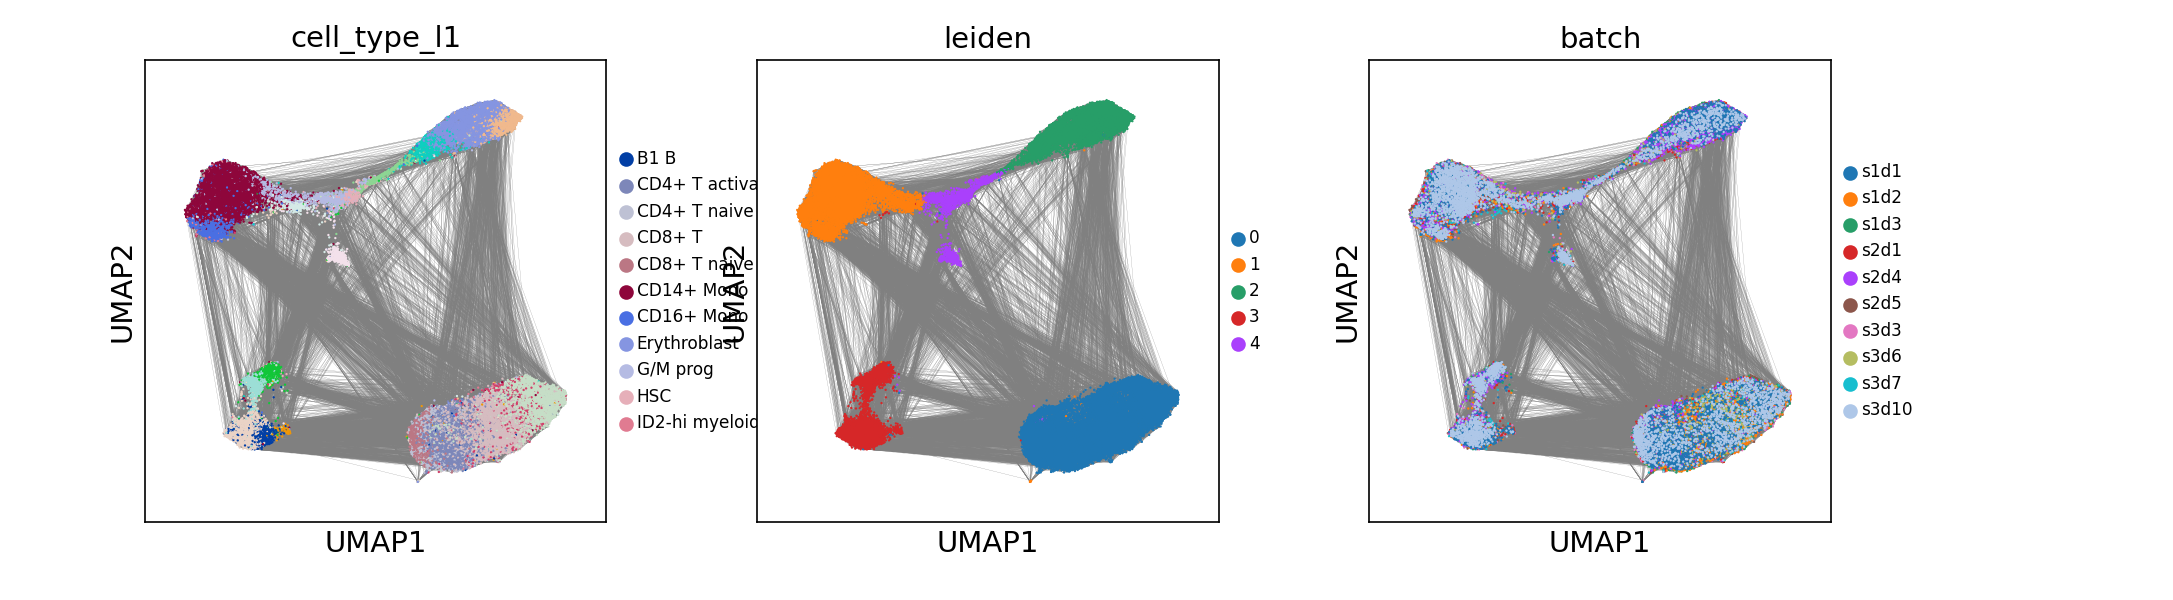 cell_type_l1
UMAP2
UMAP1
B1 B
CD4+ T activa
CD4+ T naive
CD8+ T
CD8+ T naive
CD14+ Mono
CD16+ Mono
Erythroblast
G/M prog
HSC
ID2-hi myeloid
leiden
UMAP2
UMAP1
0
1
2
3
4
batch
UMAP2
UMAP1
s1d1
s1d2
s1d3
s2d1
s2d4
s2d5
s3d3
s3d6
s3d7
s3d10